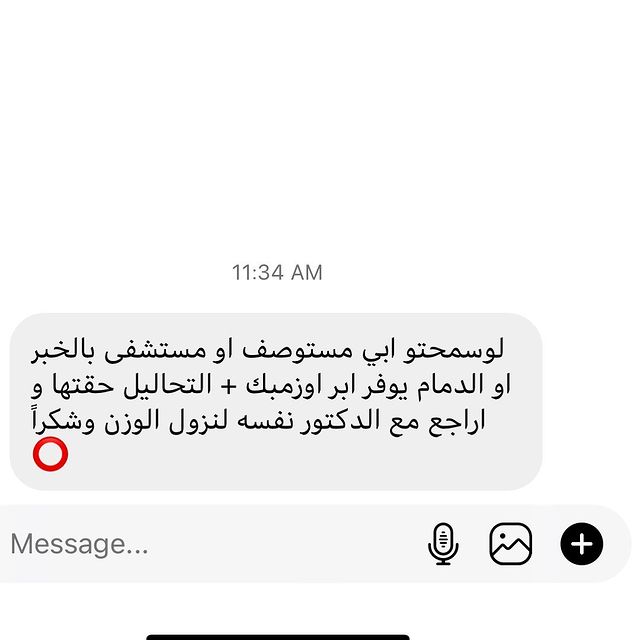 11:34 AM
لوسمحتو ابي مستوصف او مستشفى بالخبر
او الدمام يوفر ابر اوزمبك + التحاليل حقتها و
اراجع مع الدكتور نفسه لنزول الوزن وشكراً
⭕
Message...